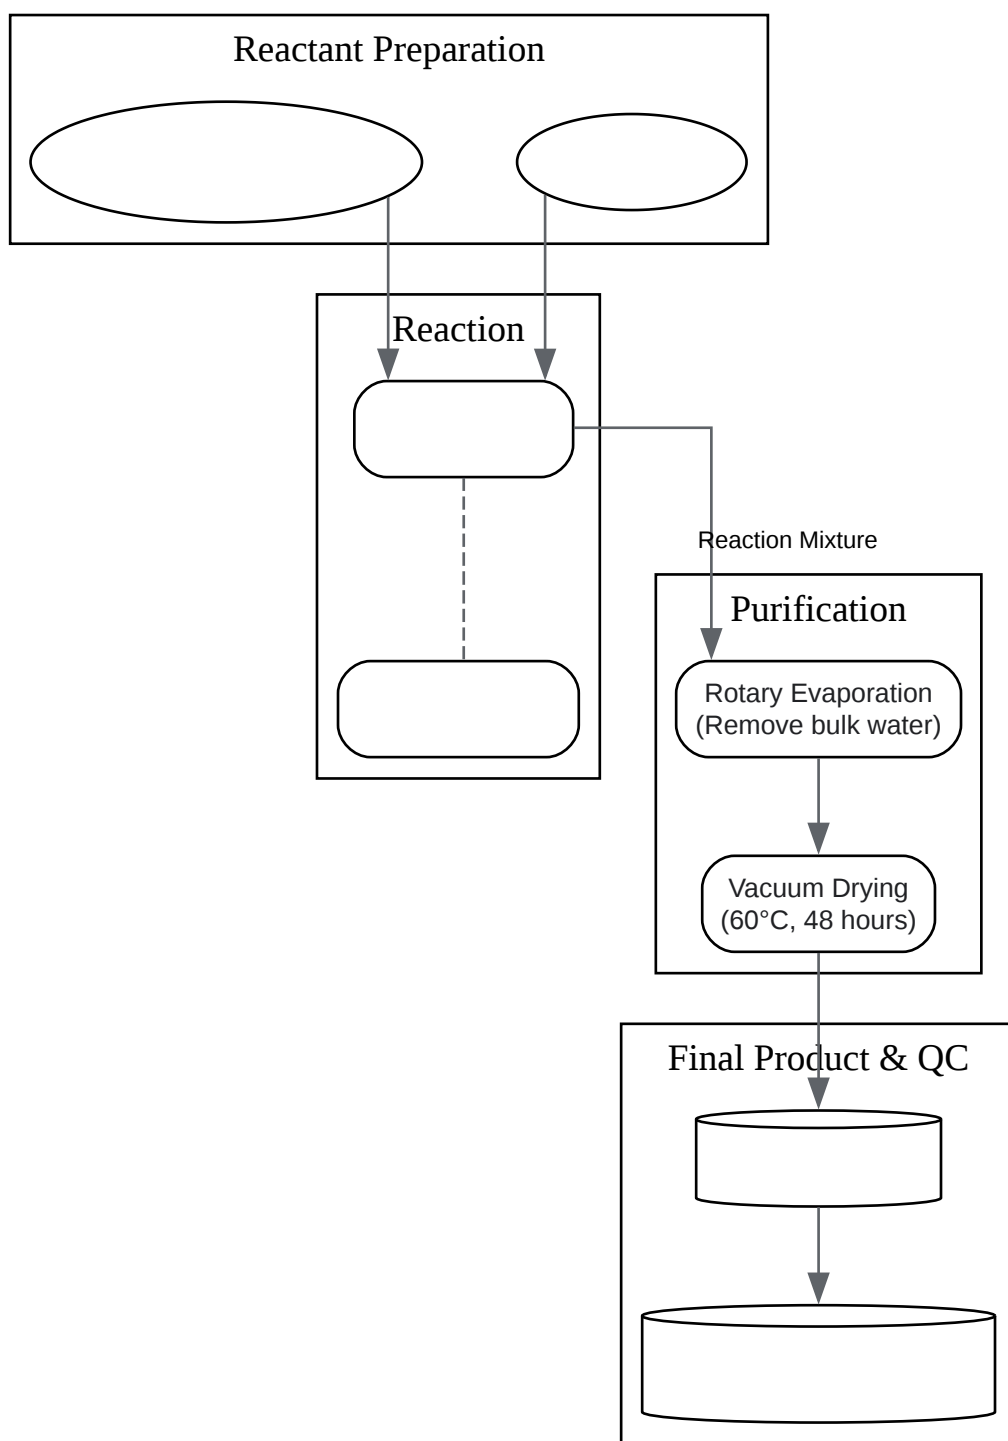 Reactant Preparation
Reaction
Reaction Mixture
Purification
Rotary Evaporation
(Remove bulk water)
Vacuum Drying
(60°C, 48 hours)
Final Product & QC